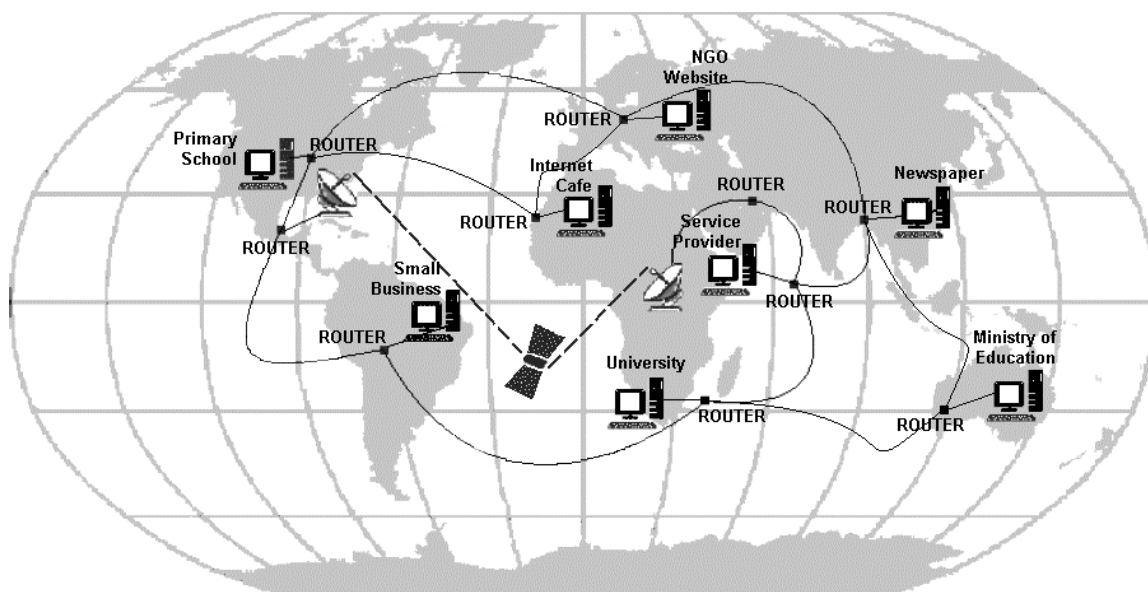 NGO
Website
ROUTER
Primary
School
ROUTER
Internet
Cafe
ROUTER
Newspaper
ROUTER
ROUTER
ROUTER
Service
Provider
ROUTER
Small
Business
ROUTER
University
ROUTER
Ministry of
Education
ROUTER